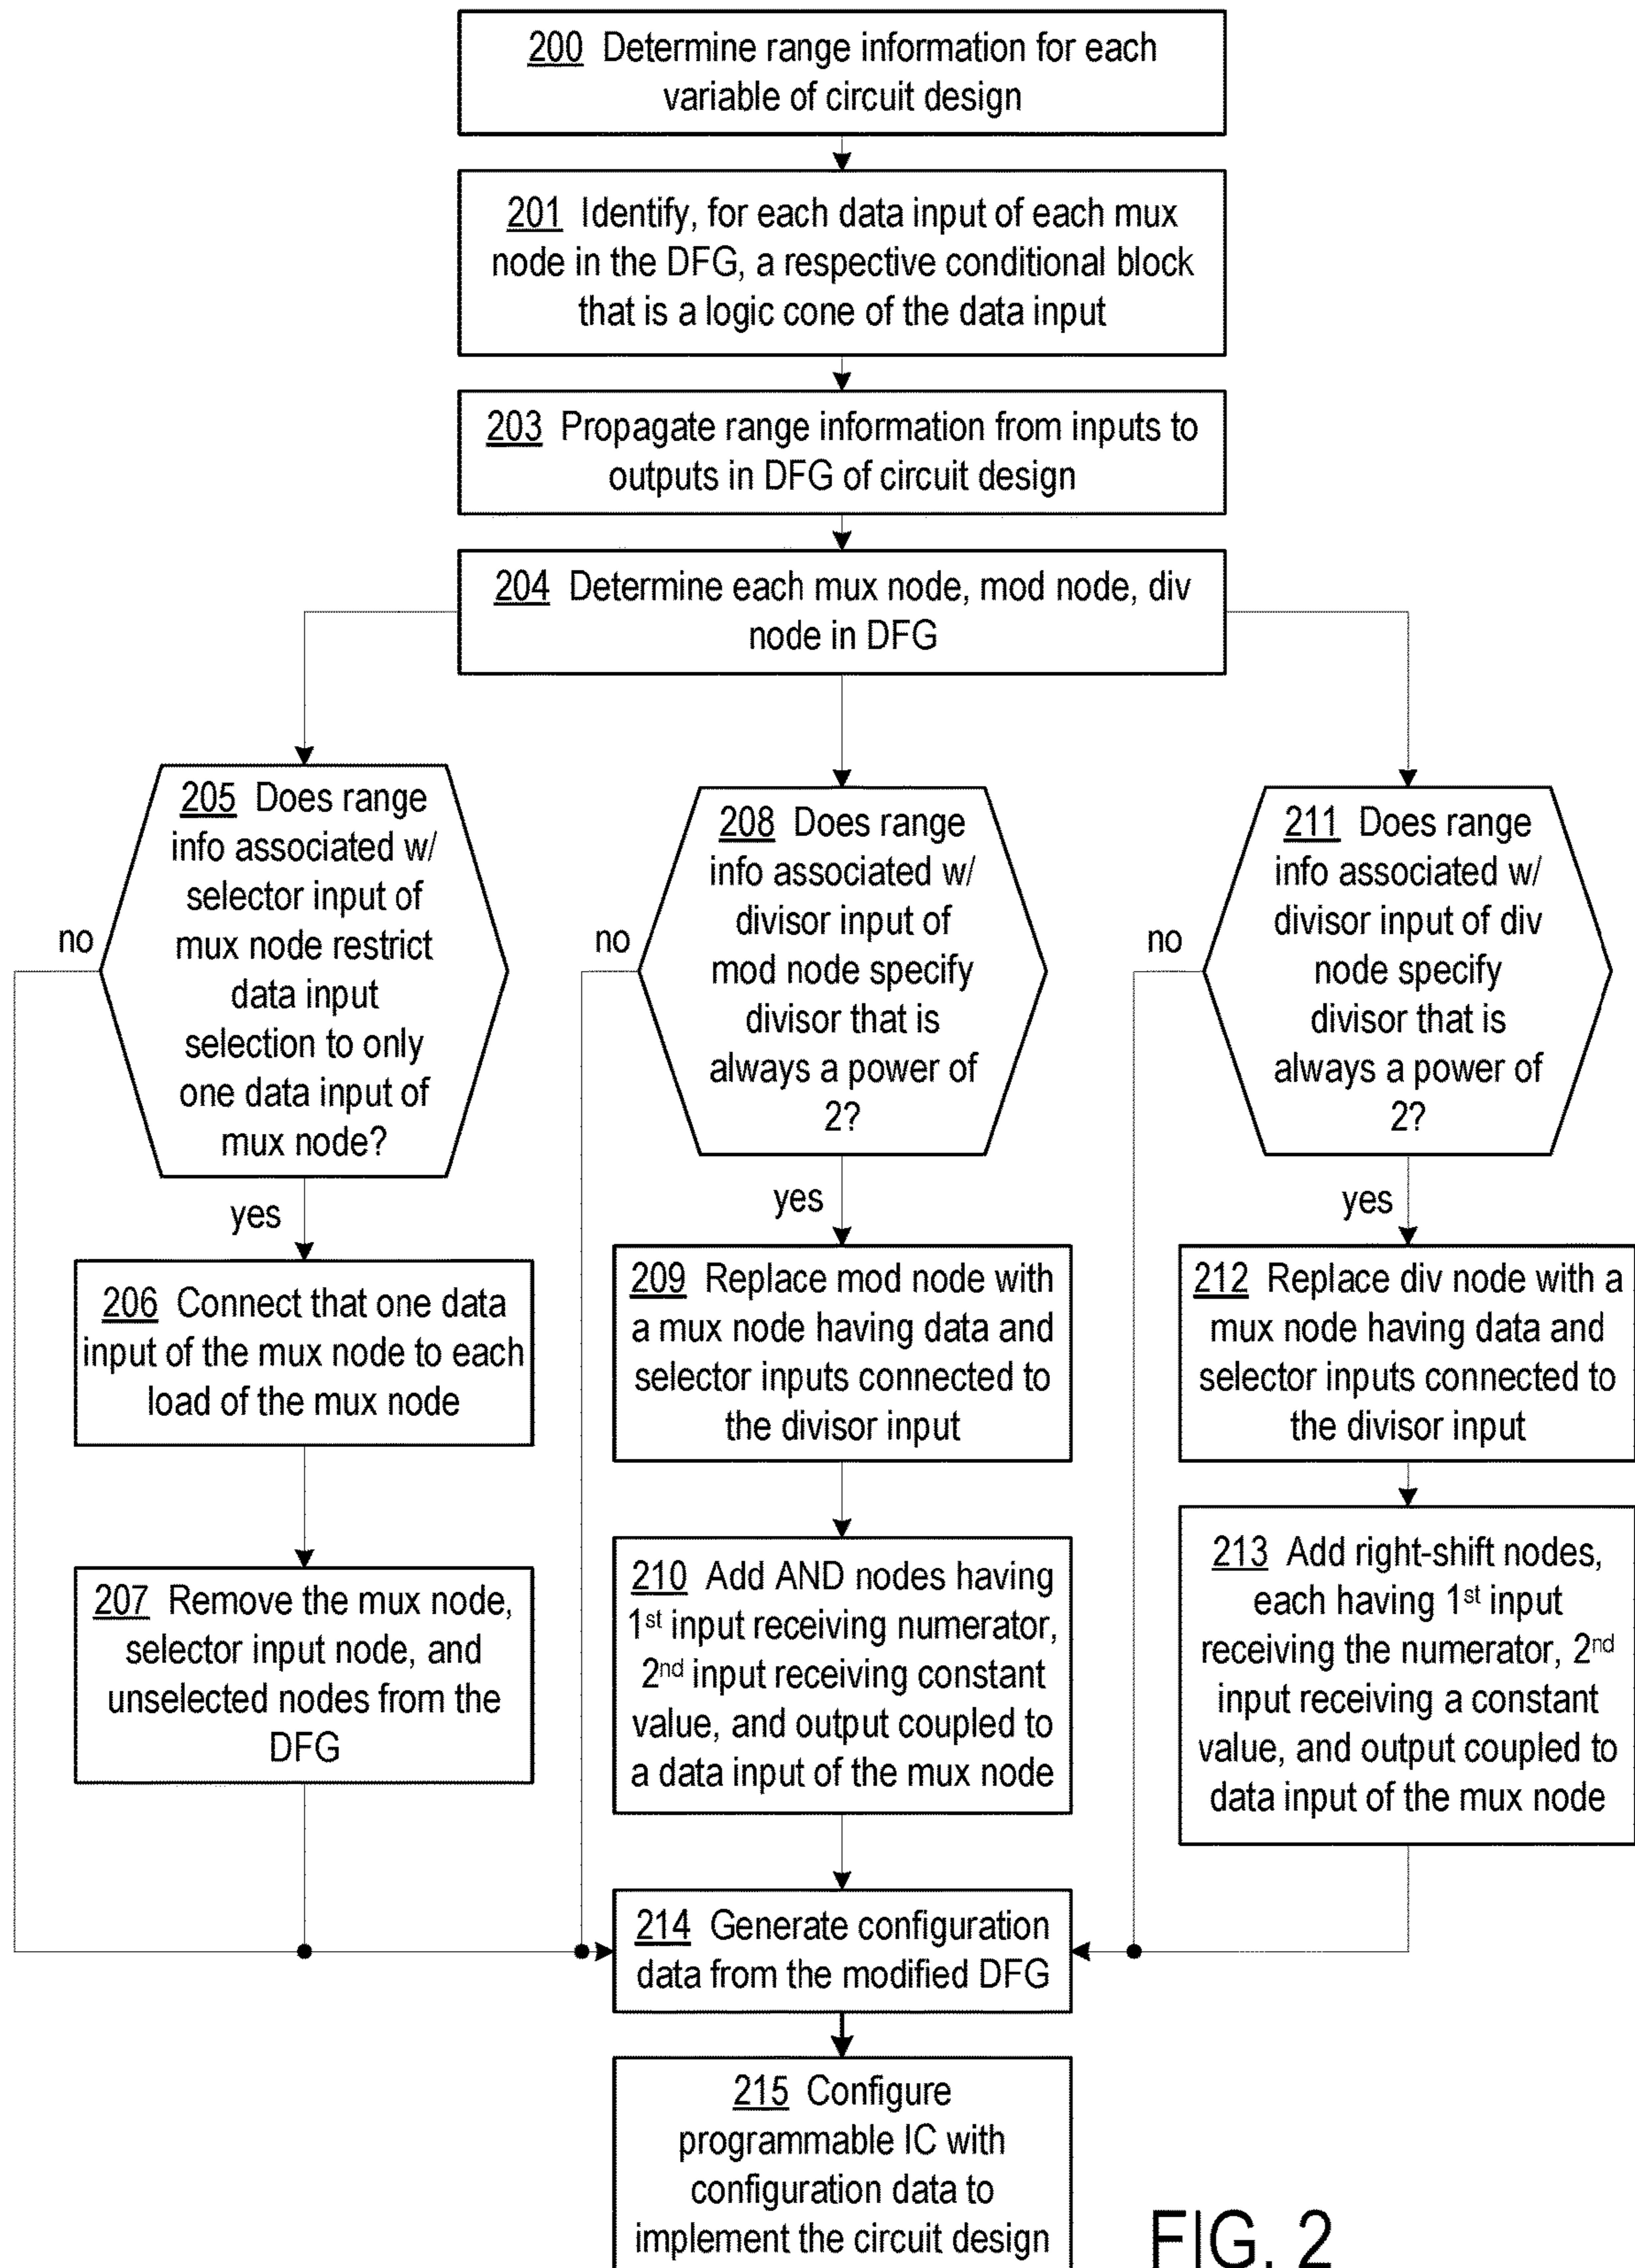 200 Determine range information for each
variable of circuit design
201 Identify, for each data input of each mux
node in the DFG, a respective conditional block
that is a logic cone of the data input
203 Propagate range information from inputs to
outputs in DFG of circuit design
204 Determine each mux node, mod node, div
node in DFG
205 Does range
info associated w/
selector input of
mux node restrict
data input
selection to only
one data input of
mux node?
no
yes
206 Connect that one data
input of the mux node to each
load of the mux node
207 Remove the mux node,
selector input node, and
unselected nodes from the
DFG
208 Does range
info associated w/
divisor input of
mod node specify
divisor that is
always a power of
2?
no
yes
209 Replace mod node with
a mux node having data and
selector inputs connected to
the divisor input
210 Add AND nodes having
1st input receiving numerator,
2nd input receiving constant
value, and output coupled to
a data input of the mux node
211 Does range
info associated w/
divisor input of div
node specify
divisor that is
always a power of
2?
no
yes
212 Replace div node with a
mux node having data and
selector inputs connected to
the divisor input
213 Add right-shift nodes,
each having 1st input
receiving the numerator, 2nd
input receiving a constant
value, and output coupled to
data input of the mux node
214 Generate configuration
data from the modified DFG
215 Configure
programmable IC with
configuration data to
implement the circuit design
FIG. 2